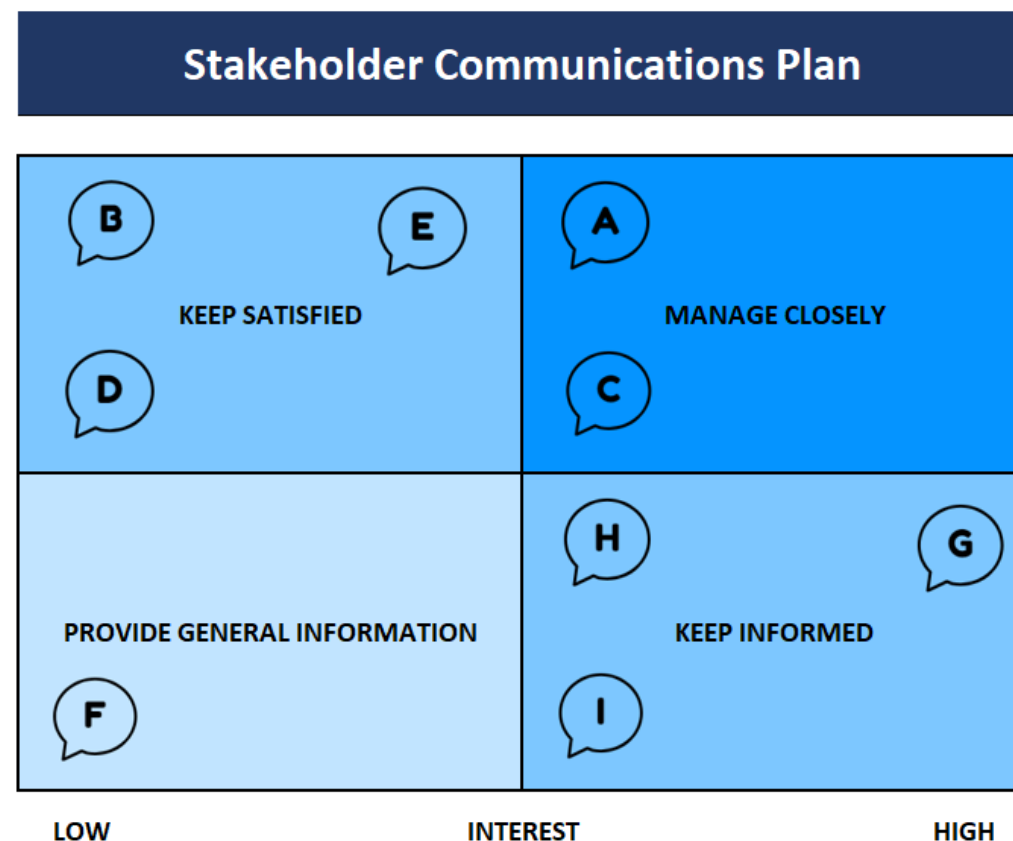 Stakeholder Communications Plan
B
E
A
KEEP SATISFIED
MANAGE CLOSELY
D
C
H
G
PROVIDE GENERAL INFORMATION
KEEP INFORMED
F
I
LOW
INTEREST
HIGH